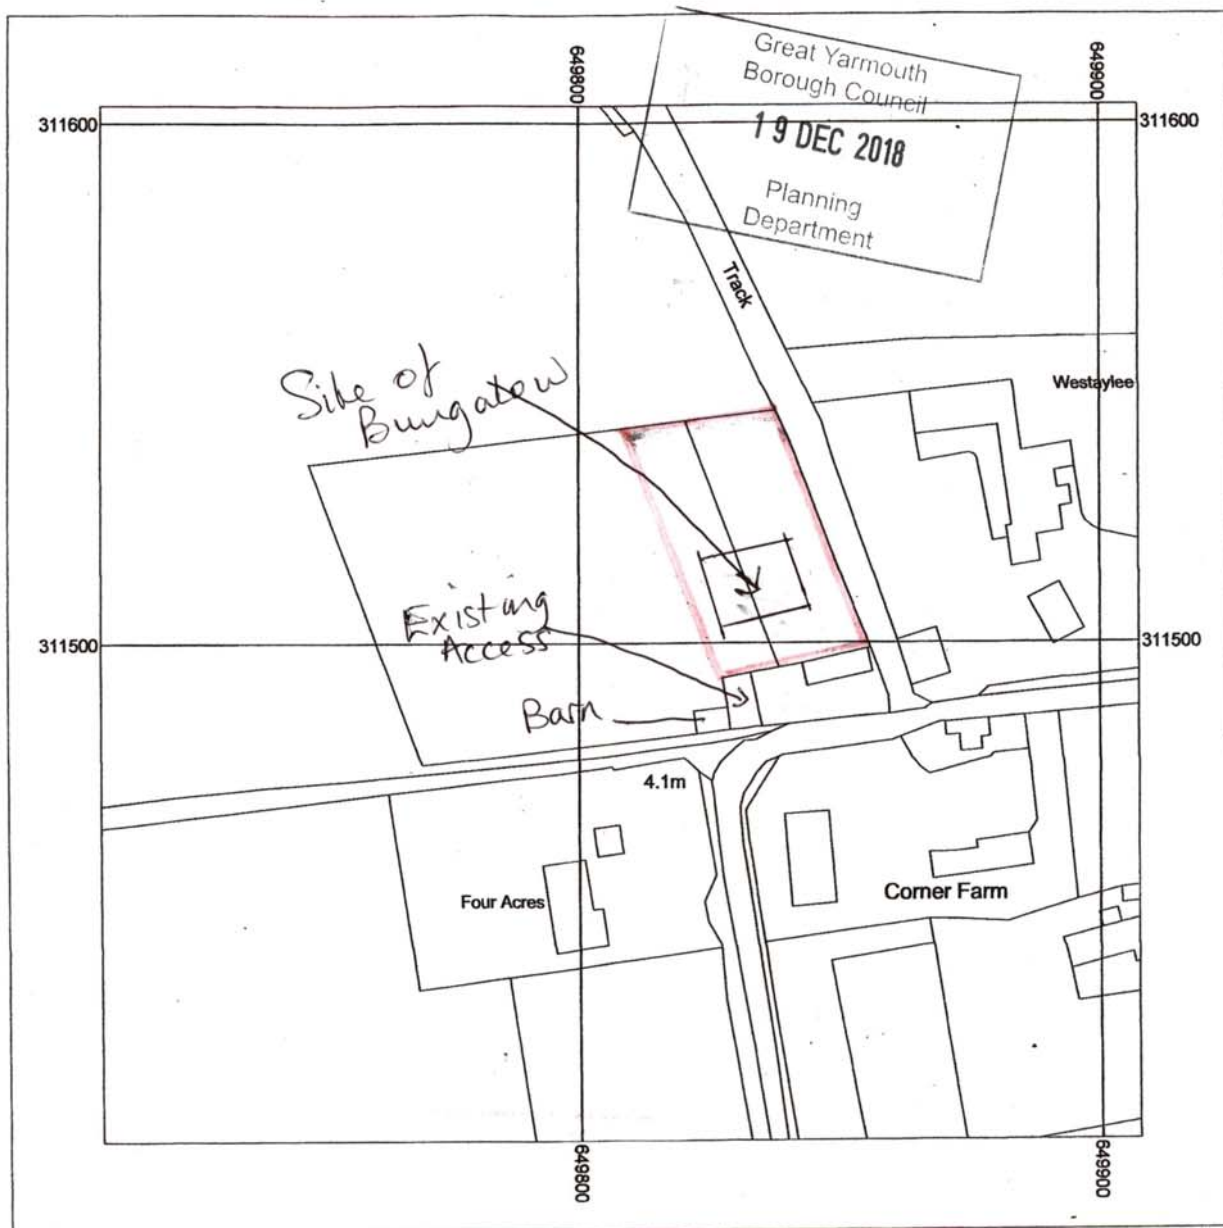 Great Yarmouth
Borough Council
19 DEC 2018
Planning
Department
649800
649900
311600
311600
Track
Site of
Bungalow
Westaylee
Existing
Access
311500
311500
Barn
4.1m
Four Acres
Corner Farm
649800
649900